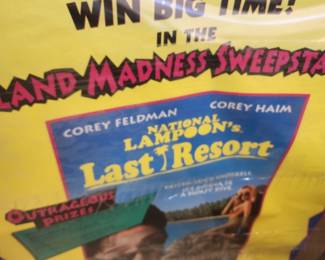 WIN BIG TIME!
IN THE
LAND MADNESS SWEEPSTA
COREY FELDMAN
COREY HAIM
NATIONAL
LAMPOON'S
Last Resort
OUTRAGEOUS
PRIZES